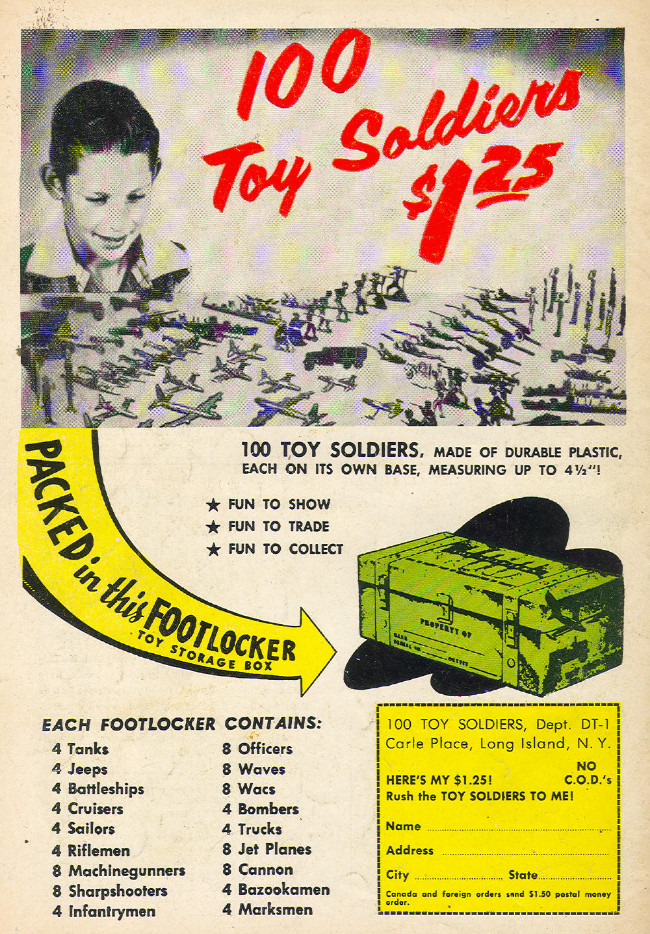 100
Toy Soldiers
$1.25
100 TOY SOLDIERS, MADE OF DURABLE PLASTIC,
EACH ON ITS OWN BASE, MEASURING UP TO 4½"!
★ FUN TO SHOW
★ FUN TO TRADE
★ FUN TO COLLECT
PACKED in this FOOTLOCKER
TOY STORAGE BOX
PROPERTY OF
NAME
SERIAL NO.
EACH FOOTLOCKER CONTAINS:
4 Tanks
4 Jeeps
4 Battleships
4 Cruisers
4 Sailors
4 Riflemen
8 Machinegunners
8 Sharpshooters
4 Infantrymen
8 Officers
8 Waves
8 Wacs
4 Bombers
4 Trucks
8 Jet Planes
8 Cannon
4 Bazookamen
4 Marksmen
100 TOY SOLDIERS, Dept. DT-1
Carle Place, Long Island, N. Y.
HERE'S MY $1.25!
NO
C.O.D.'s
Rush the TOY SOLDIERS TO ME!
Name
Address
City State
Canada and foreign orders send $1.50 postal money
order.